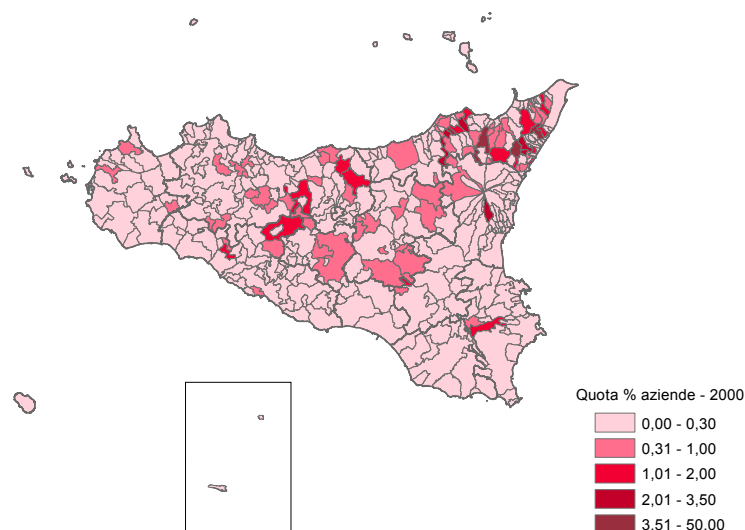 Quota % aziende - 2000
0,00 - 0,30
0,31 - 1,00
1,01 - 2,00
2,01 - 3,50
3,51 - 50,00